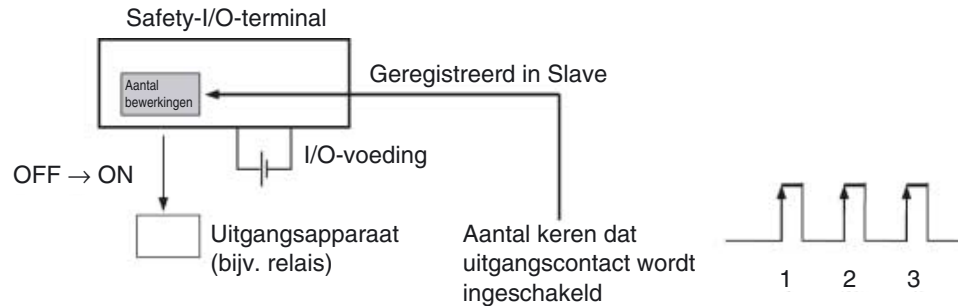 Safety-I/O-terminal
Aantal
bewerkingen
Geregistreerd in Slave
I/O-voeding
OFF → ON
Uitgangsapparaat
(bijv. relais)
Aantal keren dat
uitgangscontact wordt
ingeschakeld
1 2 3